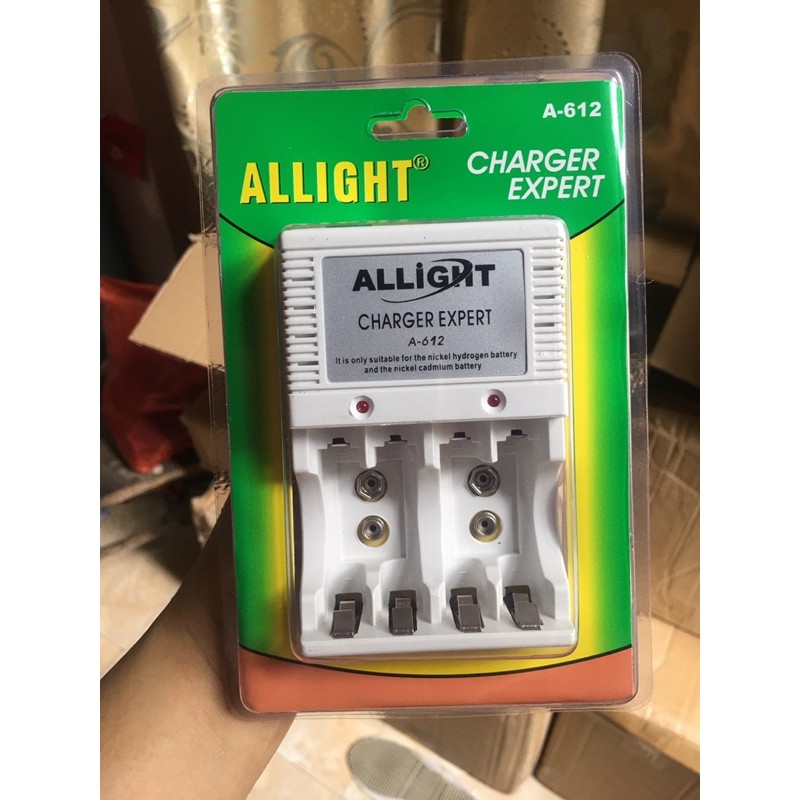 A-612
ALLIGHT®
CHARGER
EXPERT
ALLiGHT
CHARGER EXPERT
A-612
It is only suitable for the nickel hydrogen battery
and the nickel cadmium battery